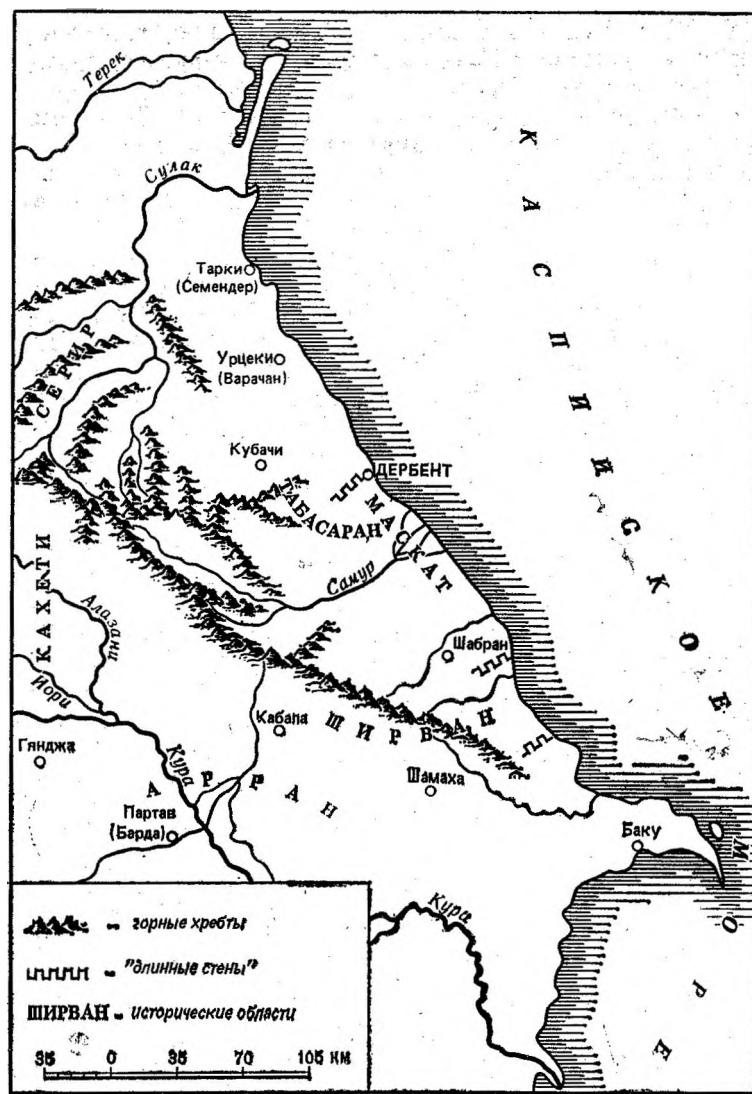 Терек
Сулак
КАСПИЙСКОЕ МОРЕ
Тарки
(Семендер)
СЕРИР
Урцеки
(Варачан)
Кубачи
ДЕРБЕНТ
ТАБАСАРАН
МАСКАТ
Самур
КАХЕТИ
Алазани
Иори
Шабран
Кабала
ШИРВАН
Гянджа
Кура
АРРАН
Шамаха
Партав
(Барда)
Баку
Кура
- горные хребты
- "длинные стены"
ШИРВАН - исторические области
35 0 35 70 105 км